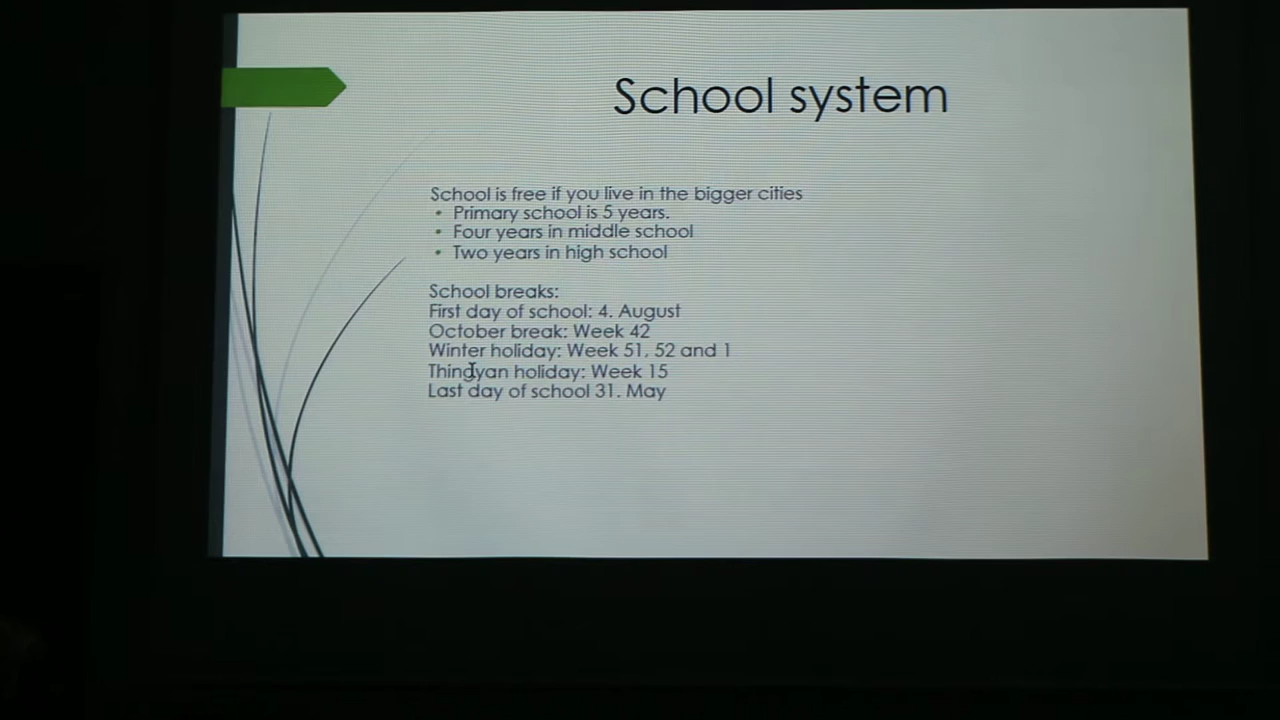 School system
School is free if you live in the bigger cities
• Primary school is 5 years.
• Four years in middle school
• Two years in high school
School breaks:
First day of school: 4. August
October break: Week 42
Winter holiday: Week 51, 52 and 1
Thingyan holiday: Week 15
Last day of school 31. May